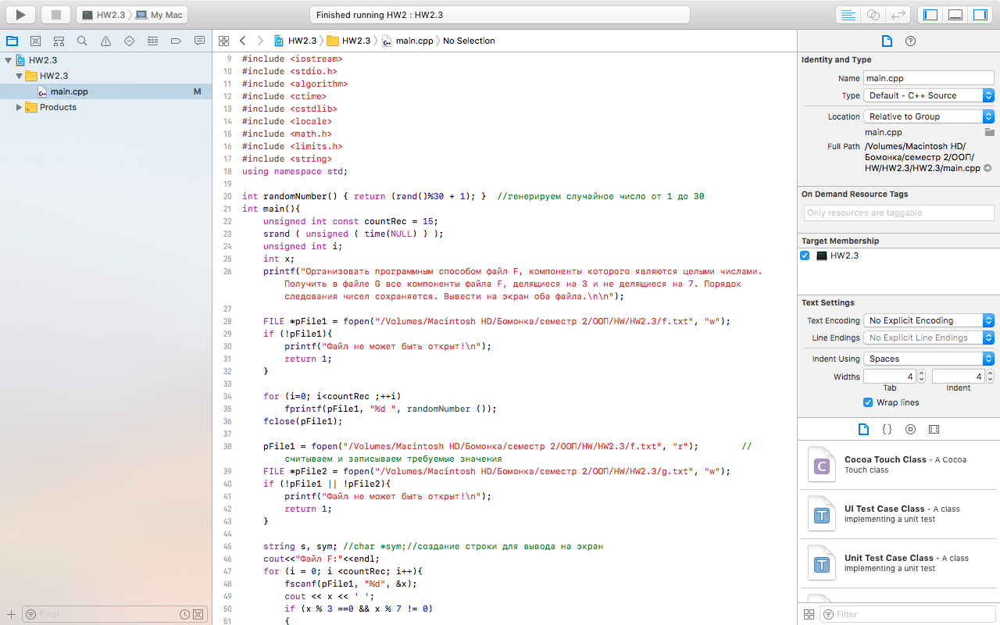 HW2.3 My Mac
Finished running HW2 : HW2.3
HW2.3
HW2.3
main.cpp M
Products
Filter
HW2.3 HW2.3 main.cpp No Selection
9 #include <iostream>
10 #include <stdio.h>
11 #include <algorithm>
12 #include <ctime>
13 #include <cstdlib>
14 #include <locale>
15 #include <math.h>
16 #include <limits.h>
17 #include <string>
18 using namespace std;
19
20 int randomNumber() { return (rand()%30 + 1); }  //генерируем случайное число от 1 до 30
21 int main(){
22     unsigned int const countRec = 15;
23     srand ( unsigned ( time(NULL) ) );
24     unsigned int i;
25     int x;
26     printf("Организовать программным способом файл F, компоненты которого являются целыми числами.
Получить в файле G все компоненты файла F, делящиеся на 3 и не делящиеся на 7. Порядок
следования чисел сохраняется. Вывести на экран оба файла.\n\n");
27
28     FILE *pFile1 = fopen("/Volumes/Macintosh HD/Бомонка/семестр 2/ООП/HW/HW2.3/f.txt", "w");
29     if (!pFile1){
30         printf("Файл не может быть открыт!\n");
31         return 1;
32     }
33
34     for (i=0; i<countRec ;++i)
35         fprintf(pFile1, "%d ", randomNumber ());
36     fclose(pFile1);
37
38     pFile1 = fopen("/Volumes/Macintosh HD/Бомонка/семестр 2/ООП/HW/HW2.3/f.txt", "r");        //
считываем и записываем требуемые значения
39     FILE *pFile2 = fopen("/Volumes/Macintosh HD/Бомонка/семестр 2/ООП/HW/HW2.3/g.txt", "w");
40     if (!pFile1 || !pFile2){
41         printf("Файл не может быть открыт!\n");
42         return 1;
43     }
44
45     string s, sym; //char *sym;//создание строки для вывода на экран
46     cout<<"Файл F:"<<endl;
47     for (i = 0; i <countRec; i++){
48         fscanf(pFile1, "%d", &x);
49         cout << x << ' ';
50         if (x % 3 ==0 && x % 7 != 0)
51         {
Identity and Type
Name main.cpp
Type Default - C++ Source
Location Relative to Group
main.cpp
Full Path /Volumes/Macintosh HD/
Бомонка/семестр 2/ООП/
HW/HW2.3/HW2.3/main.cpp
On Demand Resource Tags
Only resources are taggable
Target Membership
HW2.3
Text Settings
Text Encoding No Explicit Encoding
Line Endings No Explicit Line Endings
Indent Using Spaces
Widths 4 4
Tab Indent
Wrap lines
C Cocoa Touch Class - A Cocoa
Touch class
T UI Test Case Class - A class
implementing a unit test
T Unit Test Case Class - A class
implementing a unit test
Filter